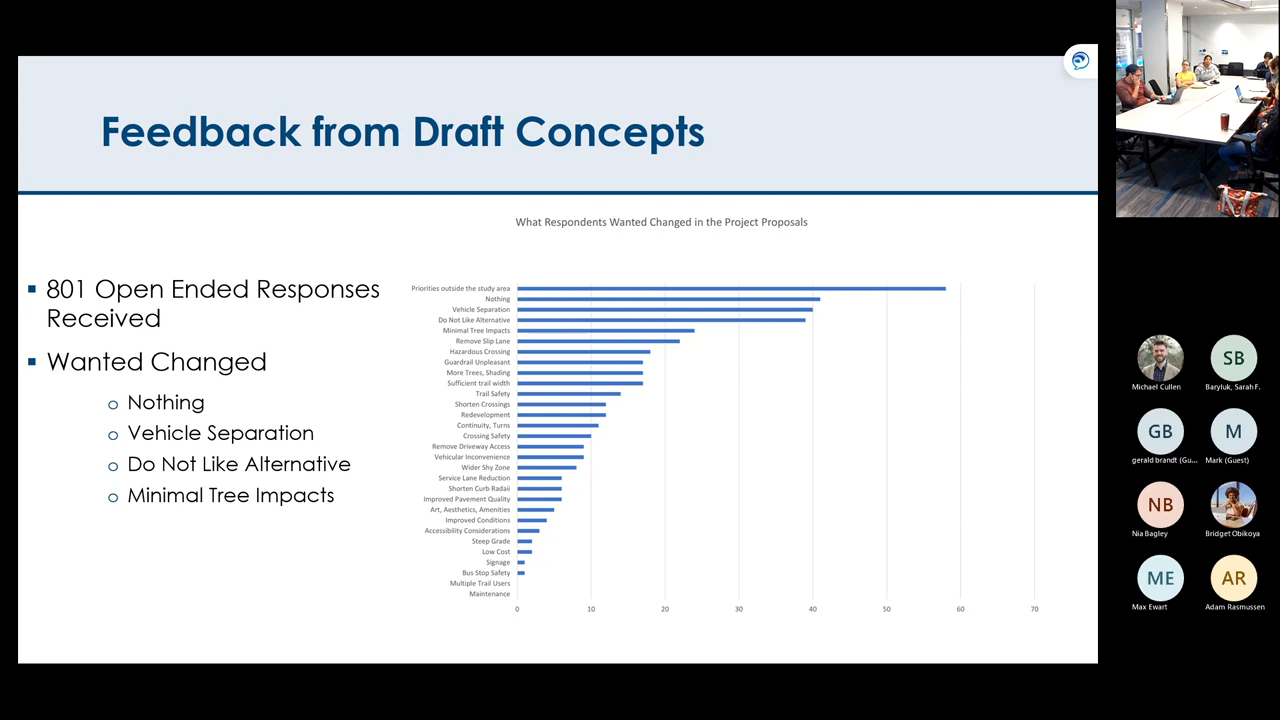 Feedback from Draft Concepts
What Respondents Wanted Changed in the Project Proposals
801 Open Ended Responses
Received
Wanted Changed
Nothing
Vehicle Separation
Do Not Like Alternative
Minimal Tree Impacts
Priorities outside the study area
Nothing
Vehicle Separation
Do Not Like Alternative
Minimal Tree Impacts
Remove Slip Lane
Hazardous Crossing
Guardrail Unpleasant
More Trees, Shading
Sufficient trail width
Trail Safety
Shorten Crossings
Redevelopment
Continuity, Turns
Crossing Safety
Remove Driveway Access
Vehicular Inconvenience
Wider Shy Zone
Service Lane Reduction
Shorten Curb Radaii
Improved Pavement Quality
Art, Aesthetics, Amenities
Improved Conditions
Accessibility Considerations
Steep Grade
Low Cost
Signage
Bus Stop Safety
Multiple Trail Users
Maintenance
0 10 20 30 40 50 60 70
SB
Michael Cullen Baryluk, Sarah F.
GB M
gerald brandt (Gu... Mark (Guest)
NB
Nia Bagley Bridget Obikoya
ME AR
Max Ewart Adam Rasmussen